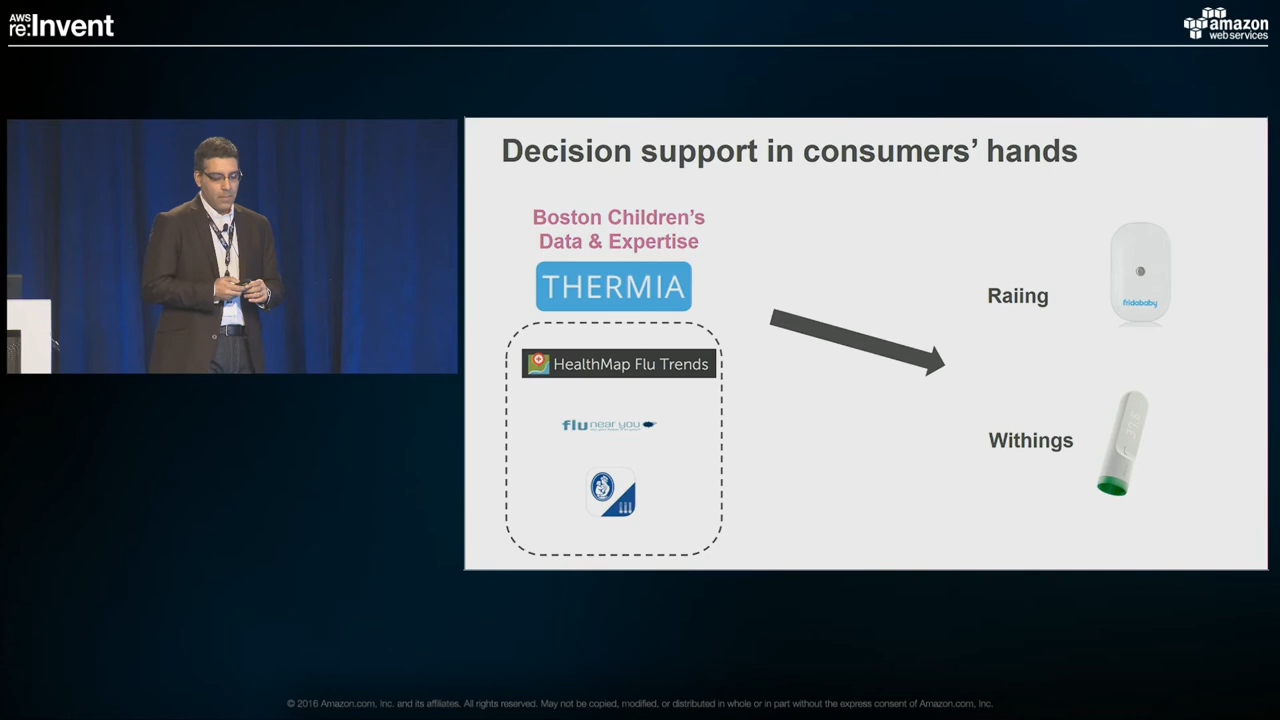 AWS
re:Invent
amazon
web services
Decision support in consumers’ hands
Boston Children’s
Data & Expertise
THERMIA
HealthMap Flu Trends
flu near you
Raiing
fridababy
Withings
© 2016 Amazon.com, Inc. and its affiliates. All rights reserved. May not be copied, modified, or distributed in whole or in part without the express consent of Amazon.com, Inc.